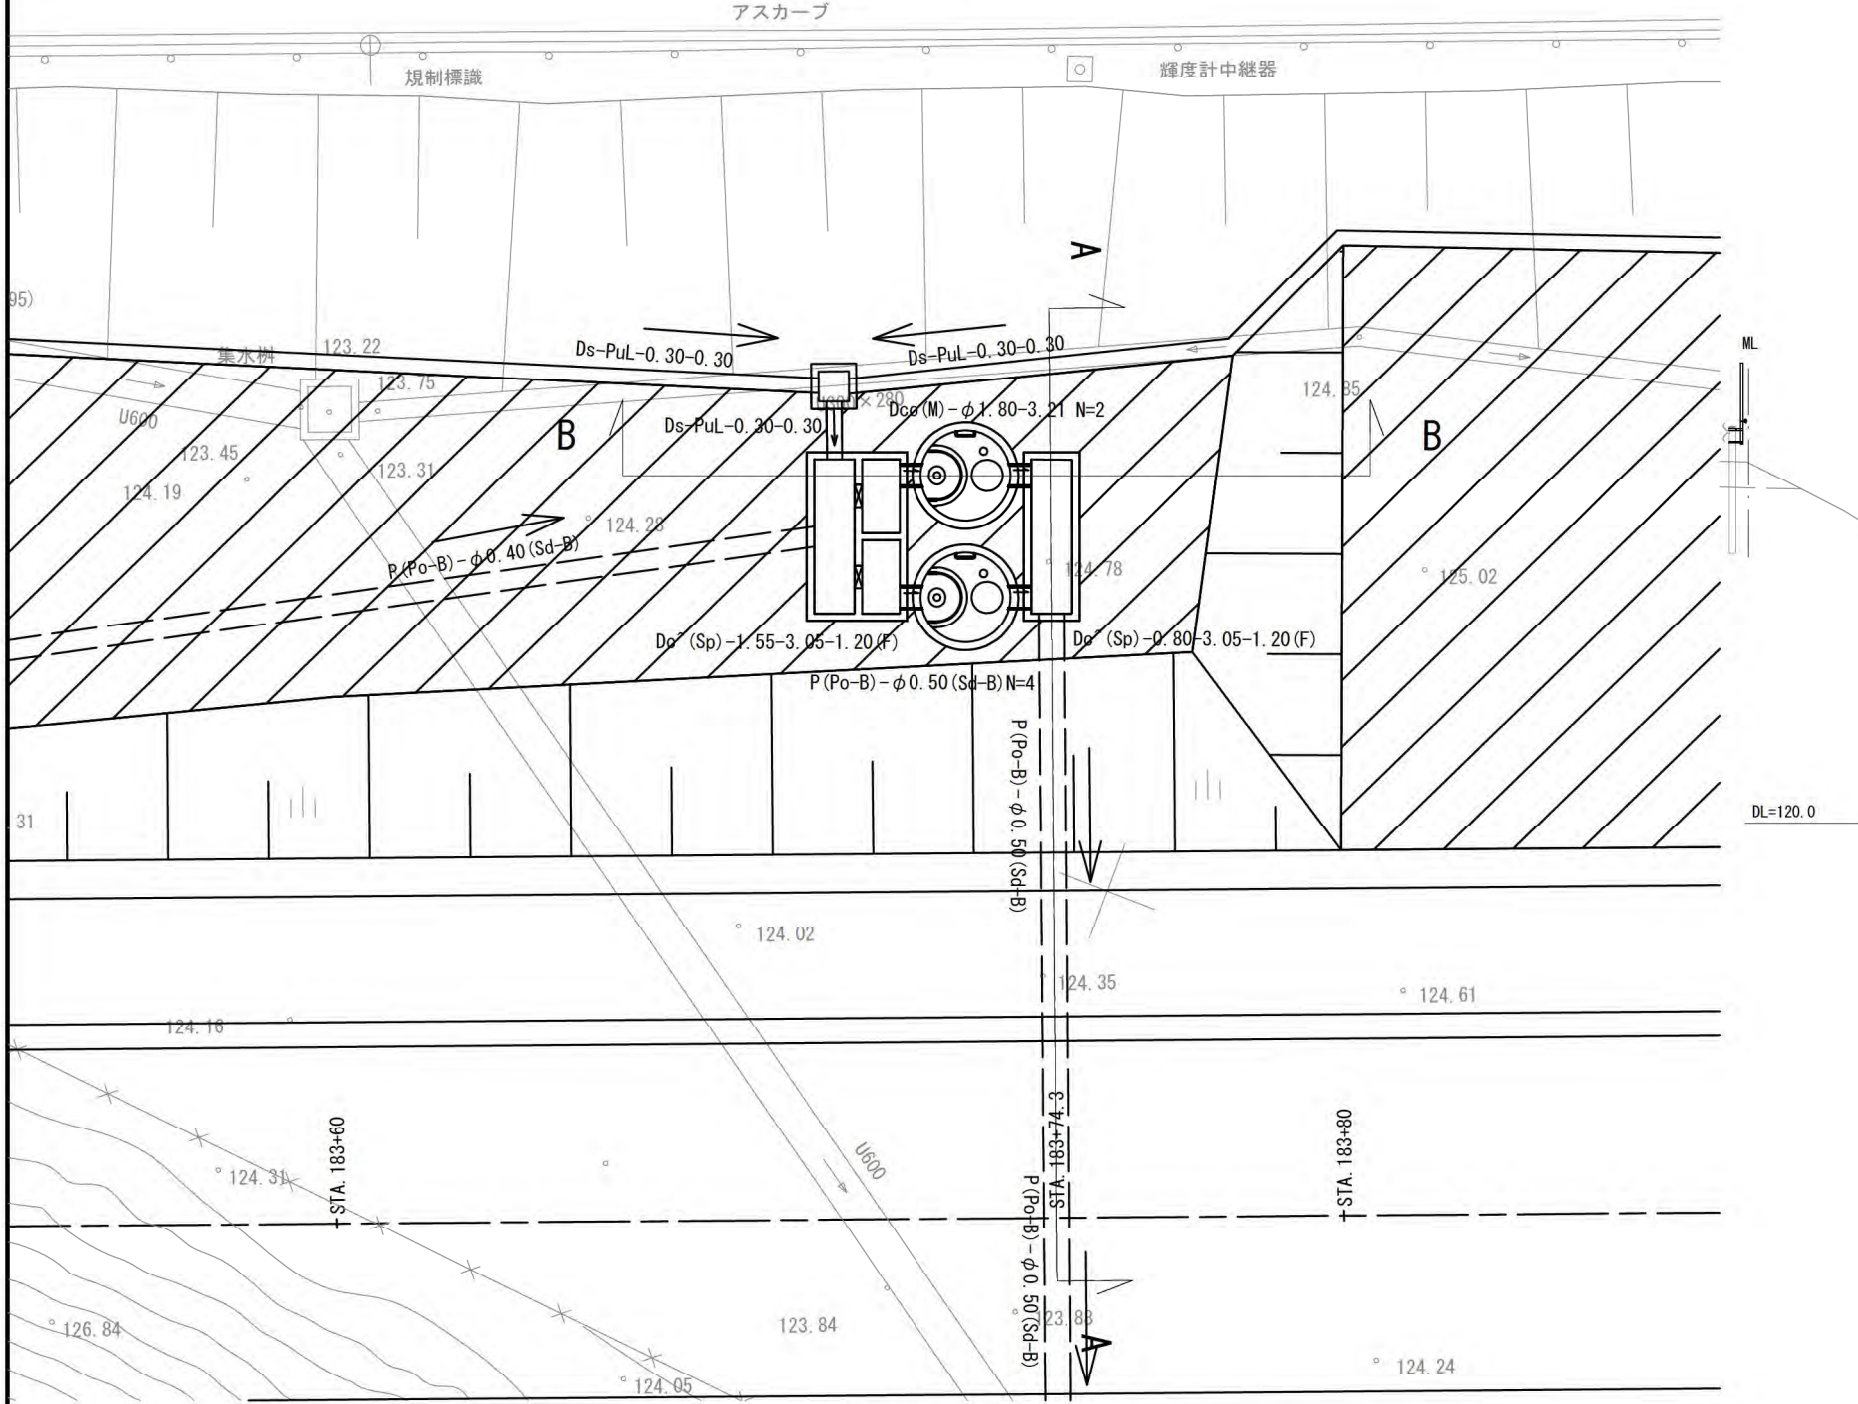 アスカーブ
規制標識
輝度計中継器
A
95)
集水桝
123.22
Ds-PuL-0.30-0.30
Ds-PuL-0.30-0.30
ML
123.75
124.85
U600
× 280
Dco(M)-φ1.80-3.21 N=2
Ds-PuL-0.30-0.30
B
B
123.45
123.31
124.19
124.28
P(Po-B)-φ0.40(Sd-B)
124.78
125.02
(Sp)-1.55-3.05-1.20(F)
(Sp)-0.80-3.05-1.20(F)
P(Po-B)-φ0.50(Sd-B)N=4
P(Po-B)-φ0.50(Sd-B)
31
DL=120.0
124.02
124.35
124.61
124.16
STA.183+60
STA.183+74.3
STA.183+80
124.31
U600
P(Po-B)-φ0.50(Sd-B)
126.84
123.84
123.88
A
124.24
124.05